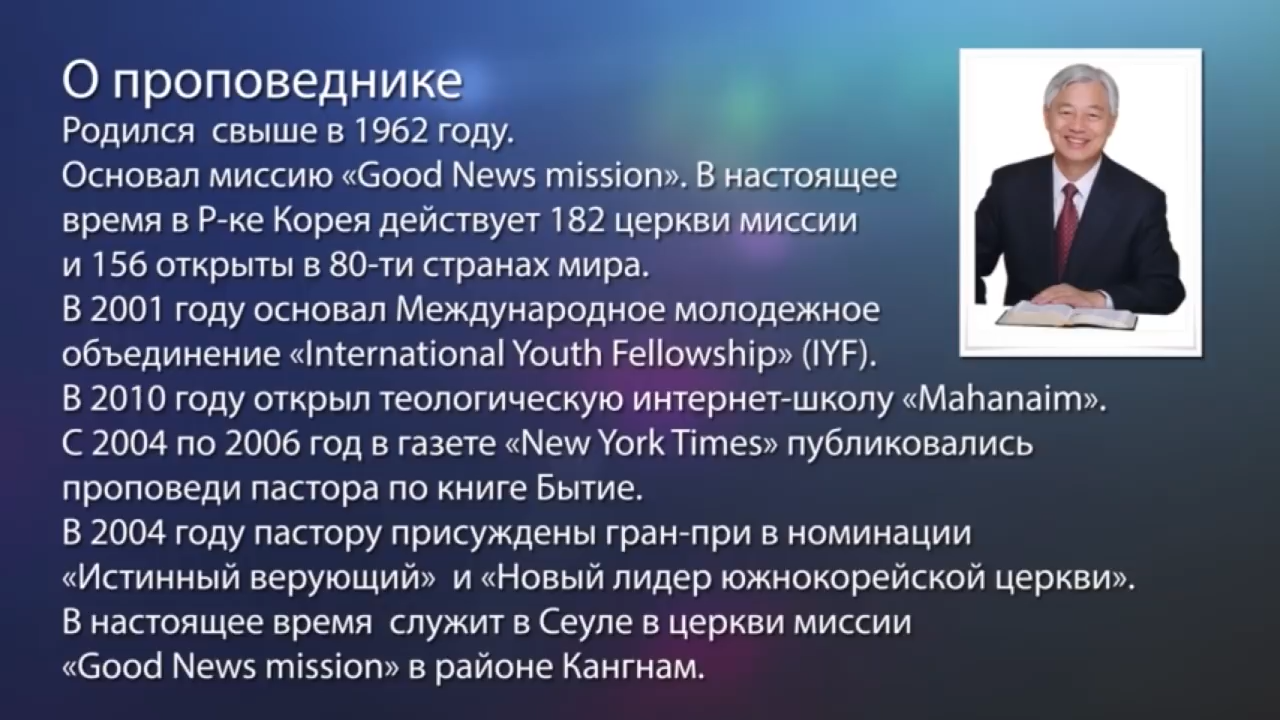 О проповеднике
Родился свыше в 1962 году.
Основал миссию «Good News mission». В настоящее
время в Р-ке Корея действует 182 церкви миссии
и 156 открыты в 80-ти странах мира.
В 2001 году основал Международное молодежное
объединение «International Youth Fellowship» (IYF).
В 2010 году открыл теологическую интернет-школу «Mahanaim».
С 2004 по 2006 год в газете «New York Times» публиковались
проповеди пастора по книге Бытие.
В 2004 году пастору присуждены гран-при в номинации
«Истинный верующий» и «Новый лидер южнокорейской церкви».
В настоящее время служит в Сеуле в церкви миссии
«Good News mission» в районе Кангнам.